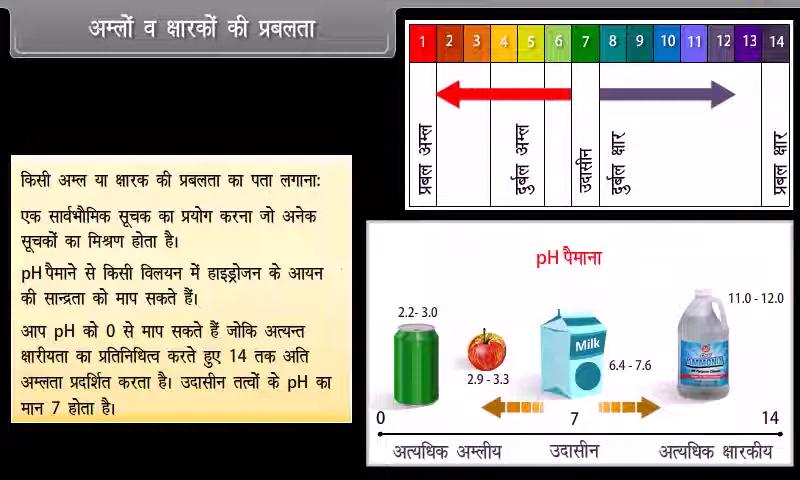 अम्लों व क्षारकों की प्रबलता
किसी अम्ल या क्षारक की प्रबलता का पता लगानाः
एक सार्वभौमिक सूचक का प्रयोग करना जो अनेक
सूचकों का मिश्रण होता है।
pH पैमाने से किसी विलयन में हाइड्रोजन के आयन
की सान्द्रता को माप सकते हैं।
आप pH को 0 से माप सकते हैं जोकि अत्यन्त
क्षारीयता का प्रतिनिधित्व करते हुए 14 तक अति
अम्लता प्रदर्शित करता है। उदासीन तत्वों के pH का
मान 7 होता है।
1 2 3 4 5 6 7 8 9 10 11 12 13 14
प्रबल अम्ल
दुर्बल अम्ल
उदासीन
दुर्बल क्षार
प्रबल क्षार
pH पैमाना
2.2- 3.0
2.9 - 3.3
Milk
6.4 - 7.6
11.0 - 12.0
AMMONIA
0 7 14
अत्यधिक अम्लीय उदासीन अत्यधिक क्षारकीय